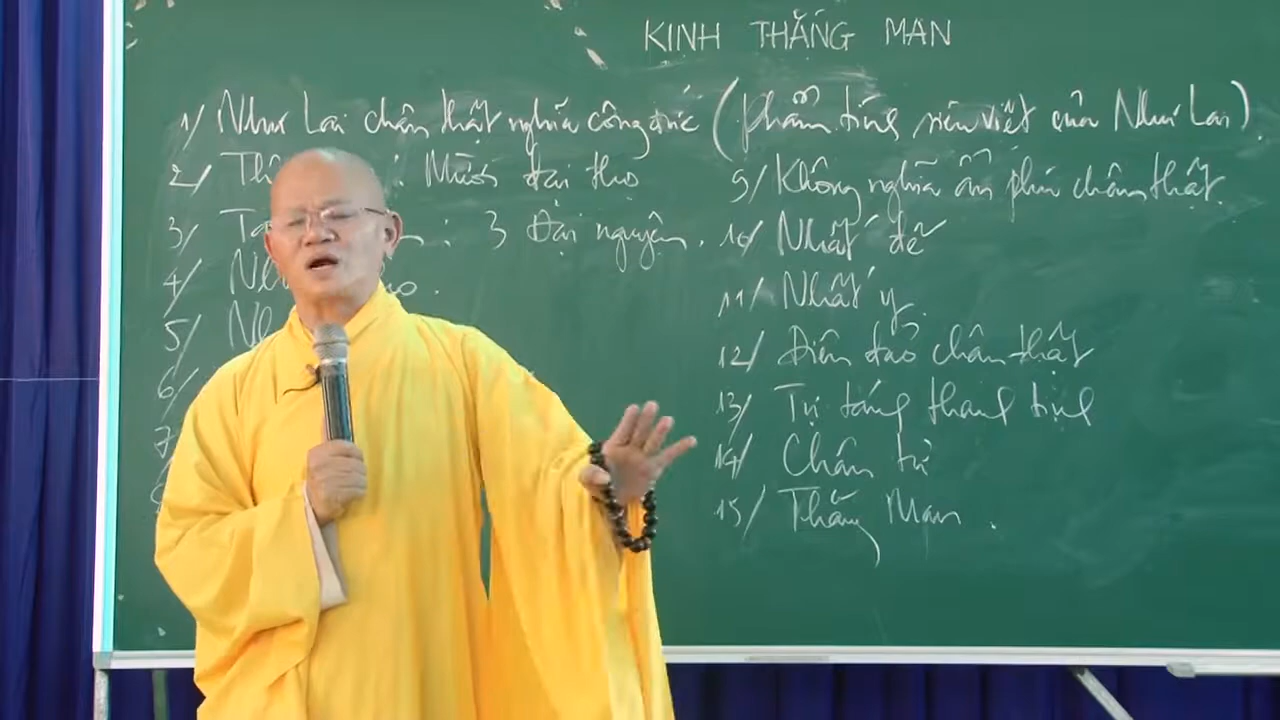 KINH THẮNG MAN
1/ Như Lai chân thật nghĩa công đức (phẩm tính siêu việt của Như Lai).
2/ : Mười đại thọ
3/ : 3 Đại nguyện.
4/
5/
6/
7
9/ Không nghĩa ẩn phú chân thật.
10/ Nhất đế
11/ Nhất y.
12/ Điên đảo chân thật
13/ Tự tánh thanh tịnh
14/ Chân tử
15/ Thắng Man.